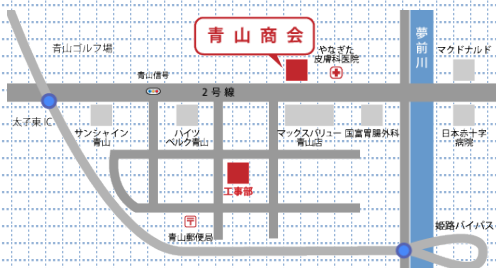 青山商会
青山ゴルフ場
やなぎた
皮膚科医院
夢前川
マクドナルド
青山信号
2号線
太子東IC
サンシャイン
青山
ハイツ
ベルク青山
マックスバリュー
青山店
国富胃腸外科
日本赤十字
病院
工事部
〒
青山郵便局
姫路バイパス